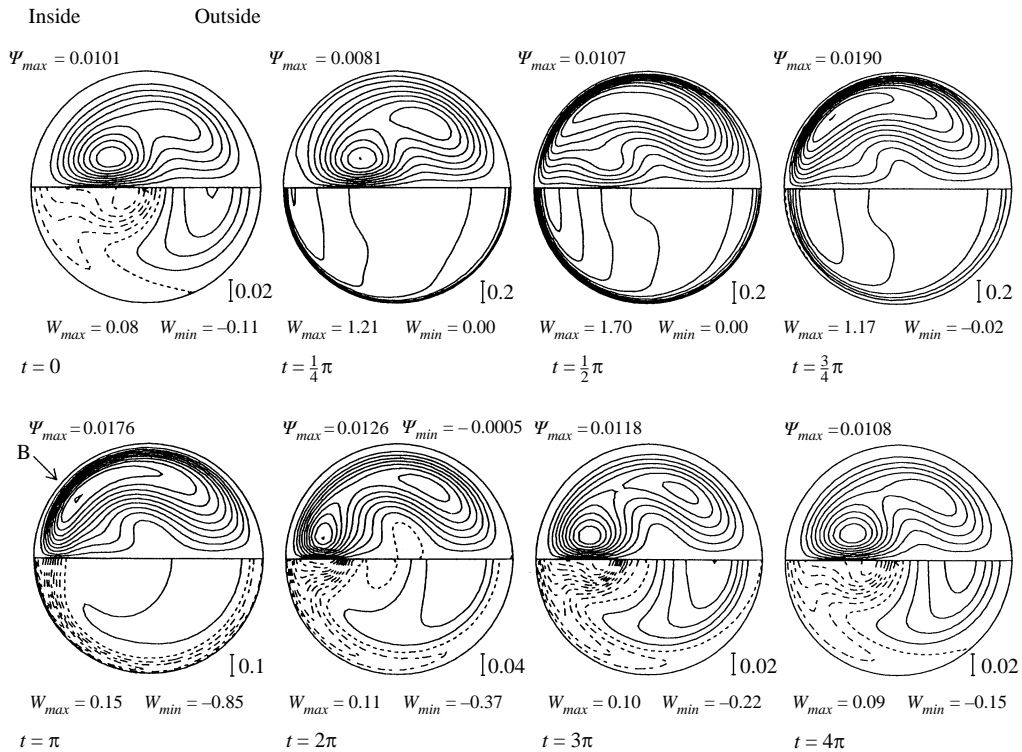 Inside Outside
Ψmax = 0.0101 Ψmax = 0.0081 Ψmax = 0.0107 Ψmax = 0.0190
0.02 0.2 0.2 0.2
Wmax = 0.08 Wmin = –0.11 Wmax = 1.21 Wmin = 0.00 Wmax = 1.70 Wmin = 0.00 Wmax = 1.17 Wmin = –0.02
t = 0 t = 1/4 π t = 1/2 π t = 3/4 π
Ψmax = 0.0176 Ψmax = 0.0126 Ψmin = – 0.0005 Ψmax = 0.0118 Ψmax = 0.0108
B
0.1 0.04 0.02 0.02
Wmax = 0.15 Wmin = –0.85 Wmax = 0.11 Wmin = –0.37 Wmax = 0.10 Wmin = –0.22 Wmax = 0.09 Wmin = –0.15
t = π t = 2π t = 3π t = 4π